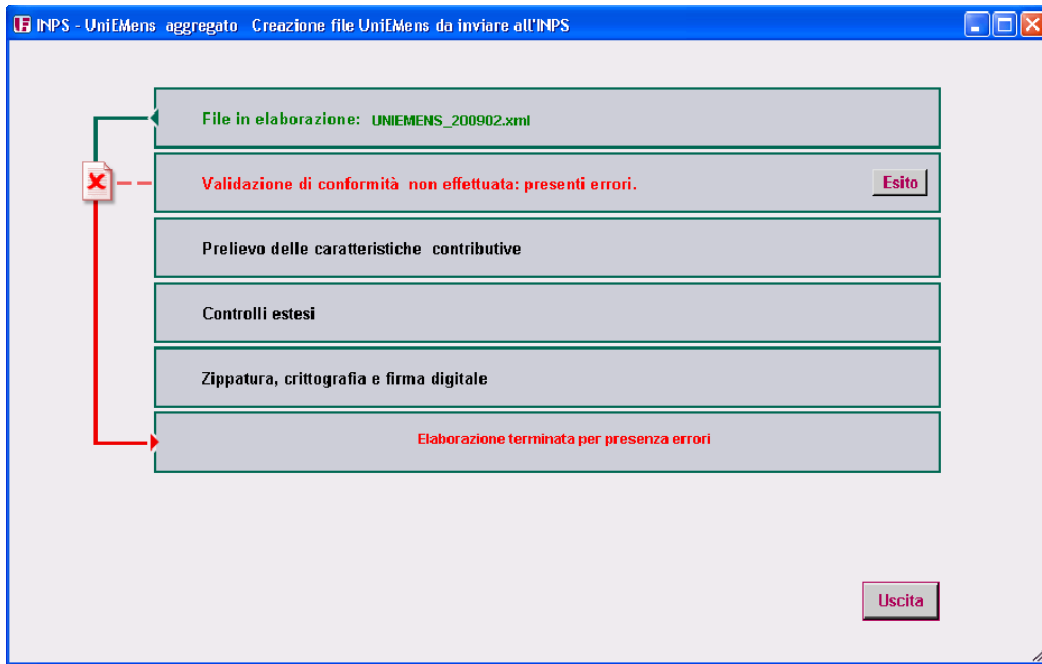 INPS - UniEMens aggregato Creazione file UniEMens da inviare all'INPS
File in elaborazione: UNIEMENS_200902.xml
Validazione di conformità non effettuata: presenti errori.
Esito
Prelievo delle caratteristiche contributive
Controlli estesi
Zippatura, crittografia e firma digitale
Elaborazione terminata per presenza errori
Uscita